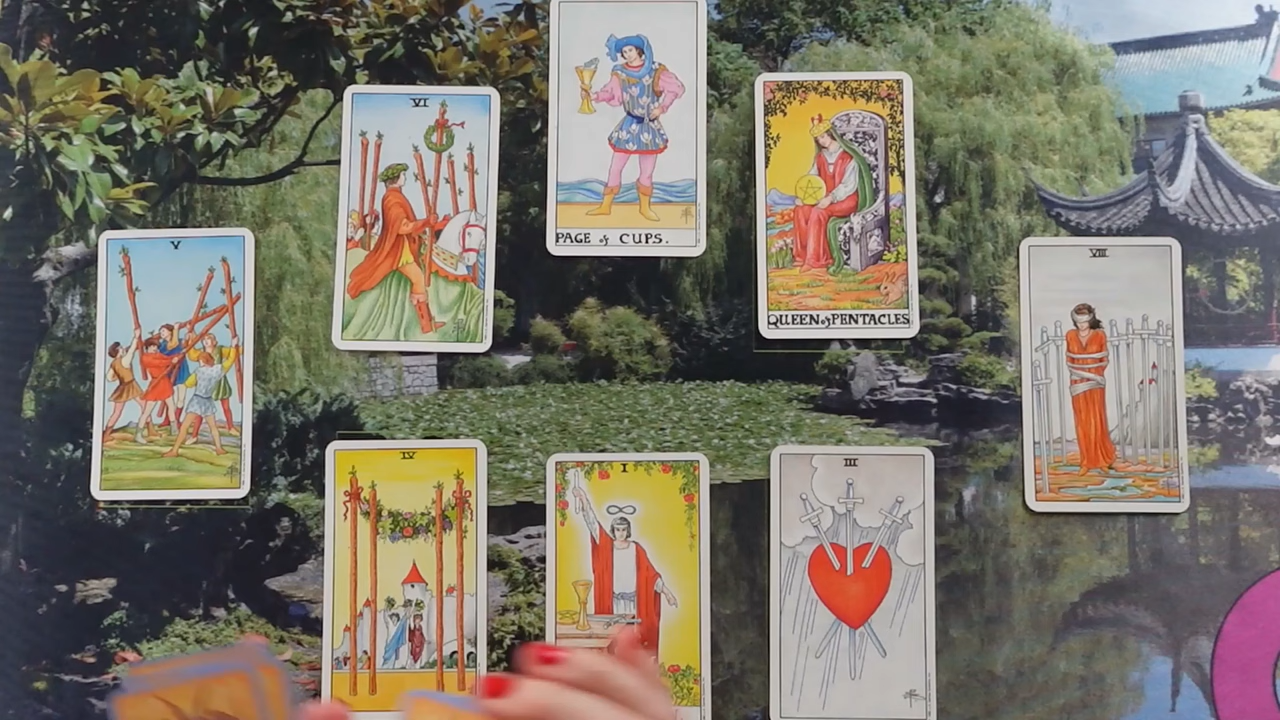 PAGE of CUPS.
VI
QUEEN of PENTACLES
V
VIII
IV
I
III